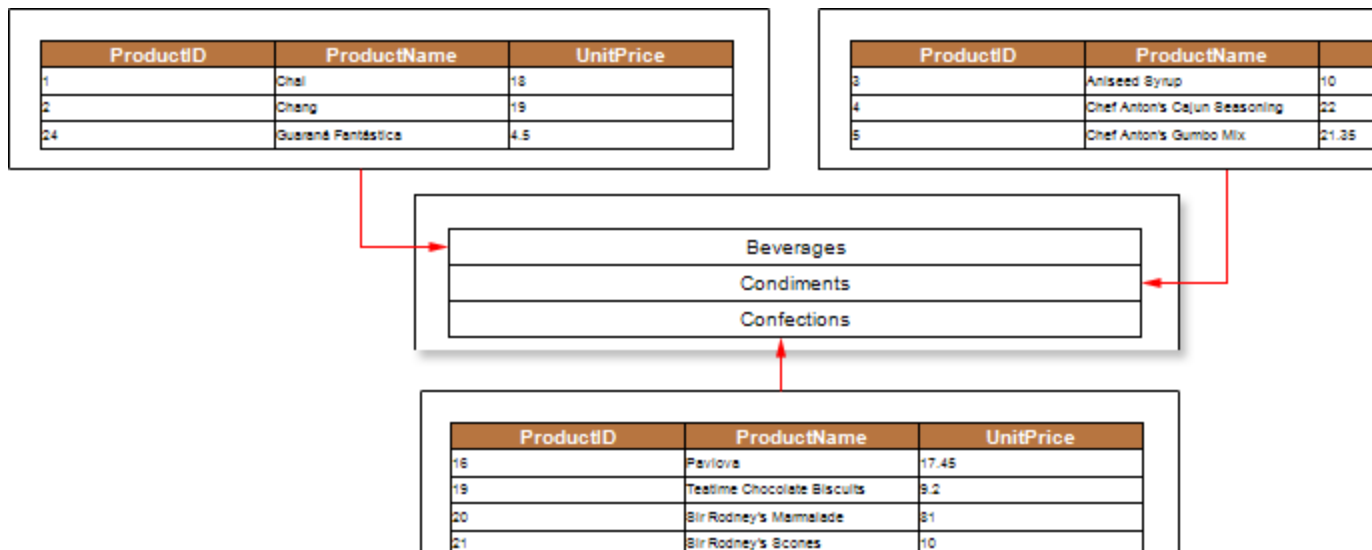 ProductID ProductName UnitPrice
1 Chai 18
2 Chang 19
24 Guaraná Fantástica 4.5
ProductID ProductName
3 Aniseed Syrup 10
4 Chef Anton's Cajun Seasoning 22
5 Chef Anton's Gumbo Mix 21.35
Beverages
Condiments
Confections
ProductID ProductName UnitPrice
16 Pavlova 17.45
19 Teatime Chocolate Biscuits 9.2
20 Sir Rodney's Marmalade 81
21 Sir Rodney's Scones 10